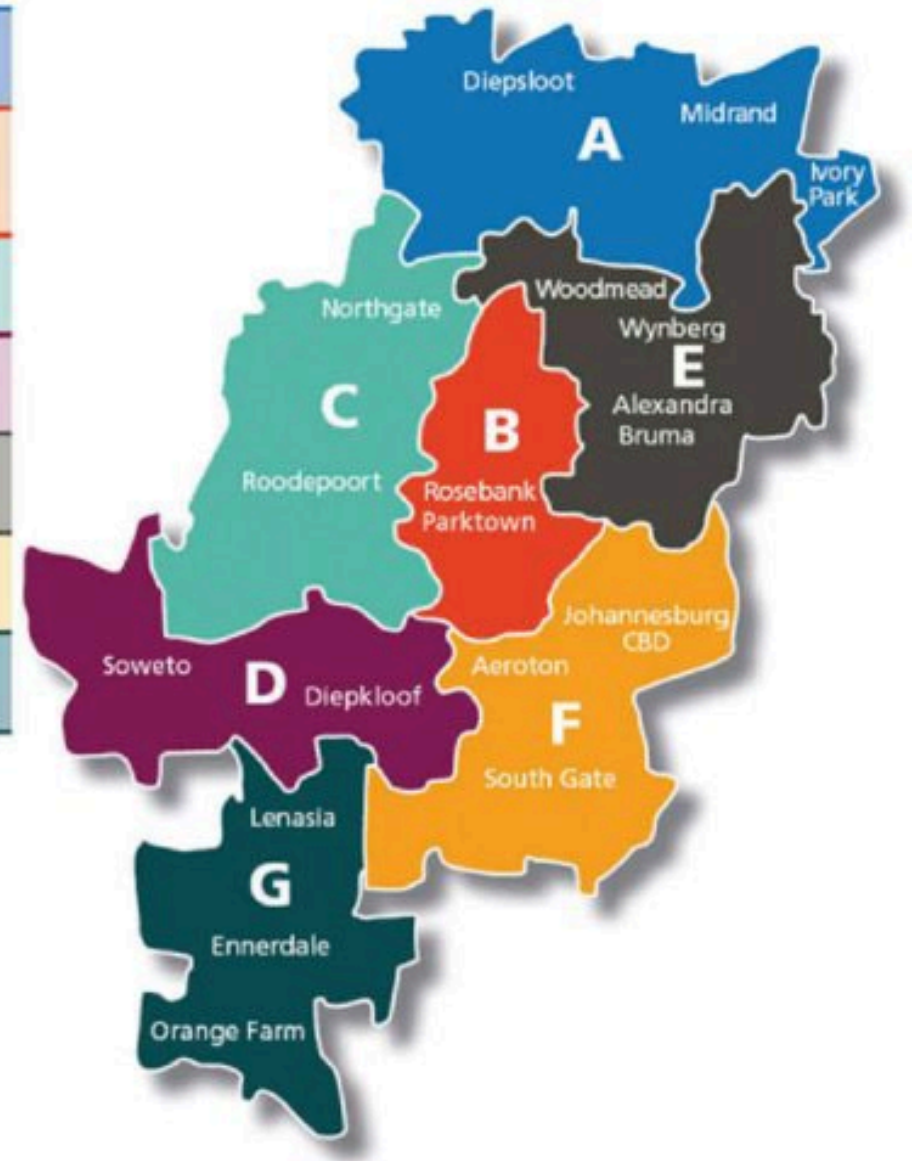 Diepsloot
Midrand
A
Ivory
Park
Woodmead
Northgate
Wynberg
E
C
B
Alexandra
Bruma
Roodepoort
Rosebank
Parktown
Johannesburg
CBD
Soweto
D
Diepkloof
Aeroton
F
South Gate
Lenasia
G
Ennerdale
Orange Farm